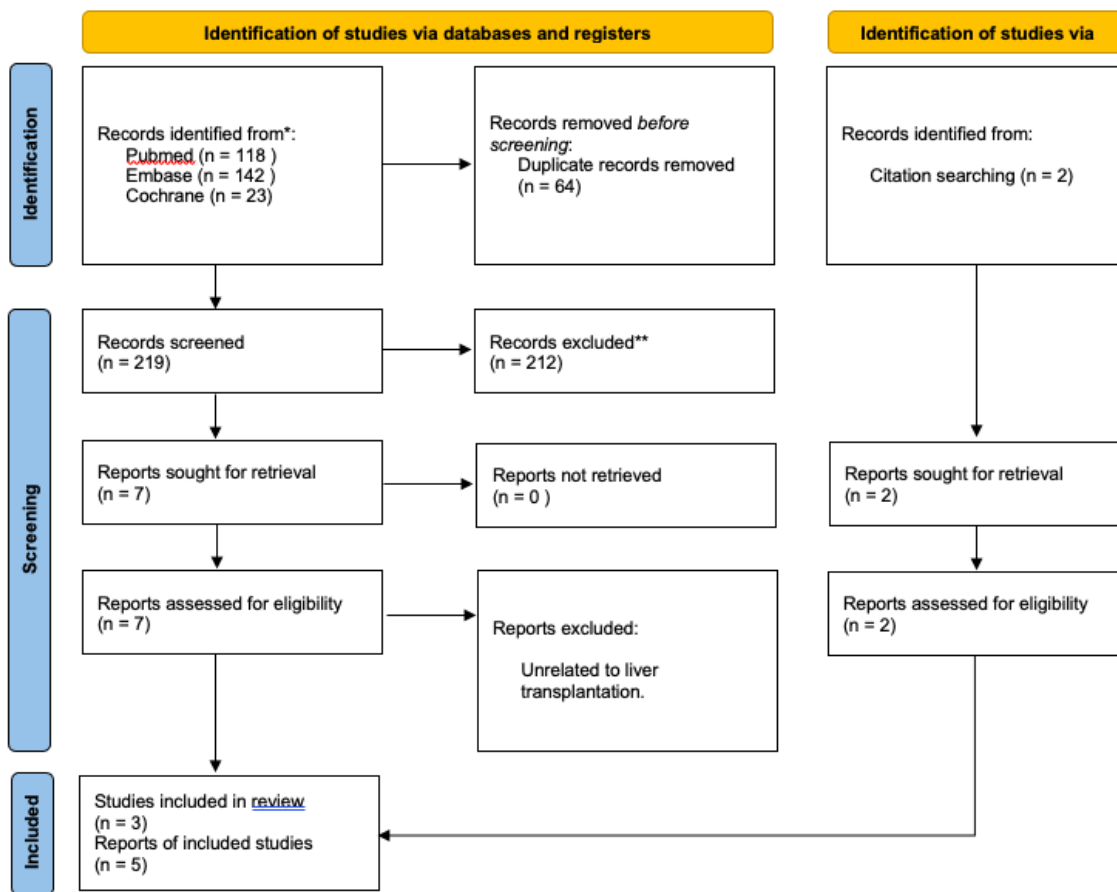 Identification of studies via databases and registers
Identification of studies via
Identification
Records identified from*:
Pubmed (n = 118 )
Embase (n = 142 )
Cochrane (n = 23)
Records removed before
screening:
Duplicate records removed
(n = 64)
Records identified from:
Citation searching (n = 2)
Screening
Records screened
(n = 219)
Records excluded**
(n = 212)
Reports sought for retrieval
(n = 7)
Reports not retrieved
(n = 0 )
Reports sought for retrieval
(n = 2)
Reports assessed for eligibility
(n = 7)
Reports excluded:
Unrelated to liver
transplantation.
Reports assessed for eligibility
(n = 2)
Included
Studies included in review
(n = 3)
Reports of included studies
(n = 5)